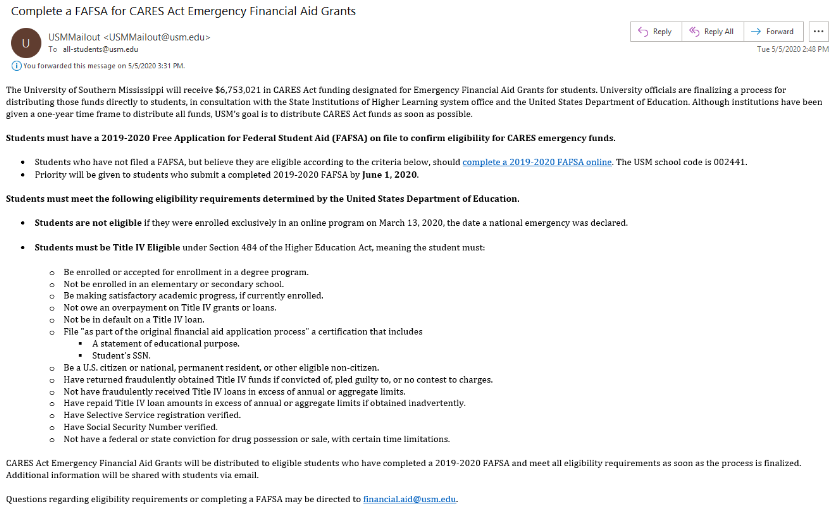 Complete a FAFSA for CARES Act Emergency Financial Aid Grants
U
USMMailout <USMMailout@usm.edu>
To all-students@usm.edu
Reply
Reply All
Forward
...
Tue 5/5/2020 2:48 PM
You forwarded this message on 5/5/2020 3:31 PM.
The University of Southern Mississippi will receive $6,753,021 in CARES Act funding designated for Emergency Financial Aid Grants for students. University officials are finalizing a process for
distributing those funds directly to students, in consultation with the State Institutions of Higher Learning system office and the United States Department of Education. Although institutions have been
given a one-year time frame to distribute all funds, USM's goal is to distribute CARES Act funds as soon as possible.
Students must have a 2019-2020 Free Application for Federal Student Aid (FAFSA) on file to confirm eligibility for CARES emergency funds.
• Students who have not filed a FAFSA, but believe they are eligible according to the criteria below, should complete a 2019-2020 FAFSA online. The USM school code is 002441.
• Priority will be given to students who submit a completed 2019-2020 FAFSA by June 1, 2020.
Students must meet the following eligibility requirements determined by the United States Department of Education.
• Students are not eligible if they were enrolled exclusively in an online program on March 13, 2020, the date a national emergency was declared.
• Students must be Title IV Eligible under Section 484 of the Higher Education Act, meaning the student must:
o Be enrolled or accepted for enrollment in a degree program.
o Not be enrolled in an elementary or secondary school.
o Be making satisfactory academic progress, if currently enrolled.
o Not owe an overpayment on Title IV grants or loans.
o Not be in default on a Title IV loan.
o File "as part of the original financial aid application process" a certification that includes
▪ A statement of educational purpose.
▪ Student's SSN.
o Be a U.S. citizen or national, permanent resident, or other eligible non-citizen.
o Have returned fraudulently obtained Title IV funds if convicted of, pled guilty to, or no contest to charges.
o Not have fraudulently received Title IV loans in excess of annual or aggregate limits.
o Have repaid Title IV loan amounts in excess of annual or aggregate limits if obtained inadvertently.
o Have Selective Service registration verified.
o Have Social Security Number verified.
o Not have a federal or state conviction for drug possession or sale, with certain time limitations.
CARES Act Emergency Financial Aid Grants will be distributed to eligible students who have completed a 2019-2020 FAFSA and meet all eligibility requirements as soon as the process is finalized.
Additional information will be shared with students via email.
Questions regarding eligibility requirements or completing a FAFSA may be directed to financial.aid@usm.edu.